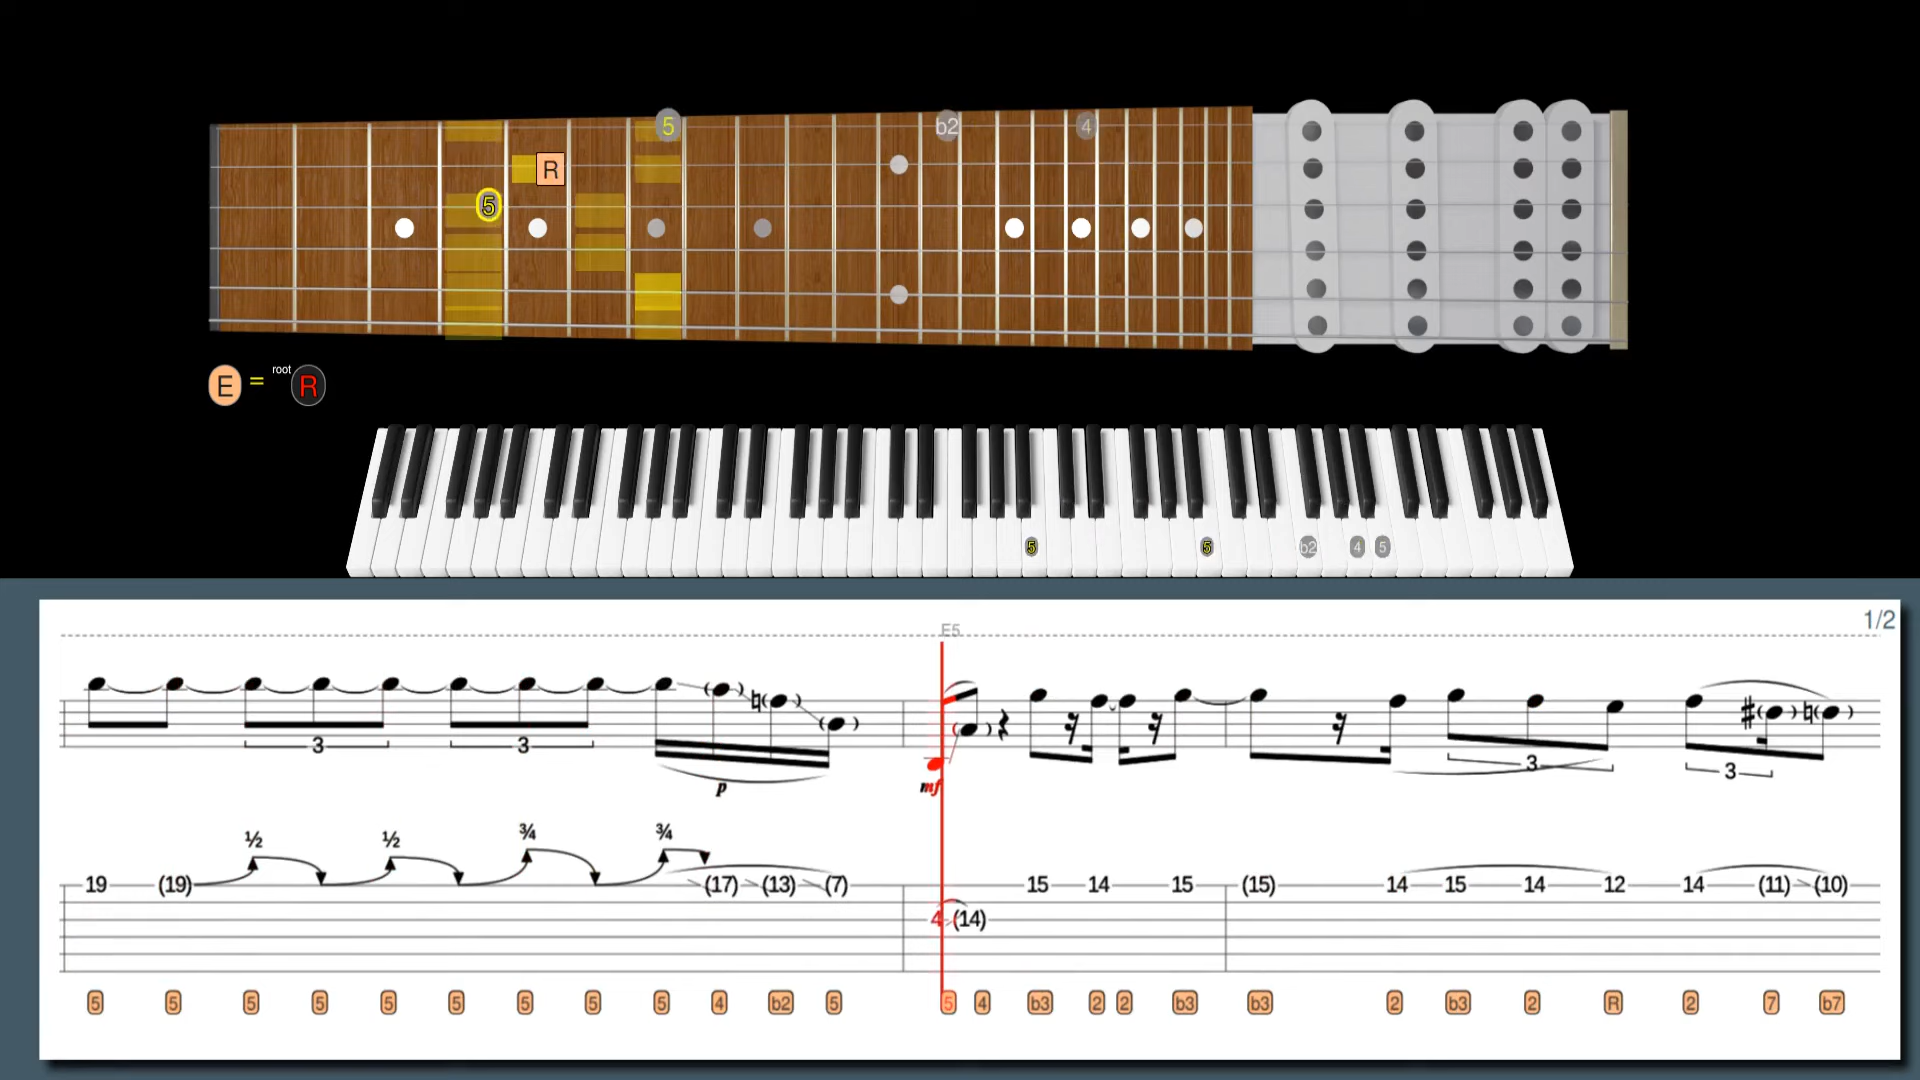 5 b2 4
R
5
E = root R
5 5 b2 4 5
1/2
E5
3 3 3 3
p mf
½ ½ ¾ ¾
19 (19) (17) (13) (7) 15 14 15 (15) 14 15 14 12 14 (11) (10)
4 (14)
5 5 5 5 5 5 5 5 5 4 b2 5 5 4 b3 2 2 b3 b3 2 b3 2 R 2 7 b7